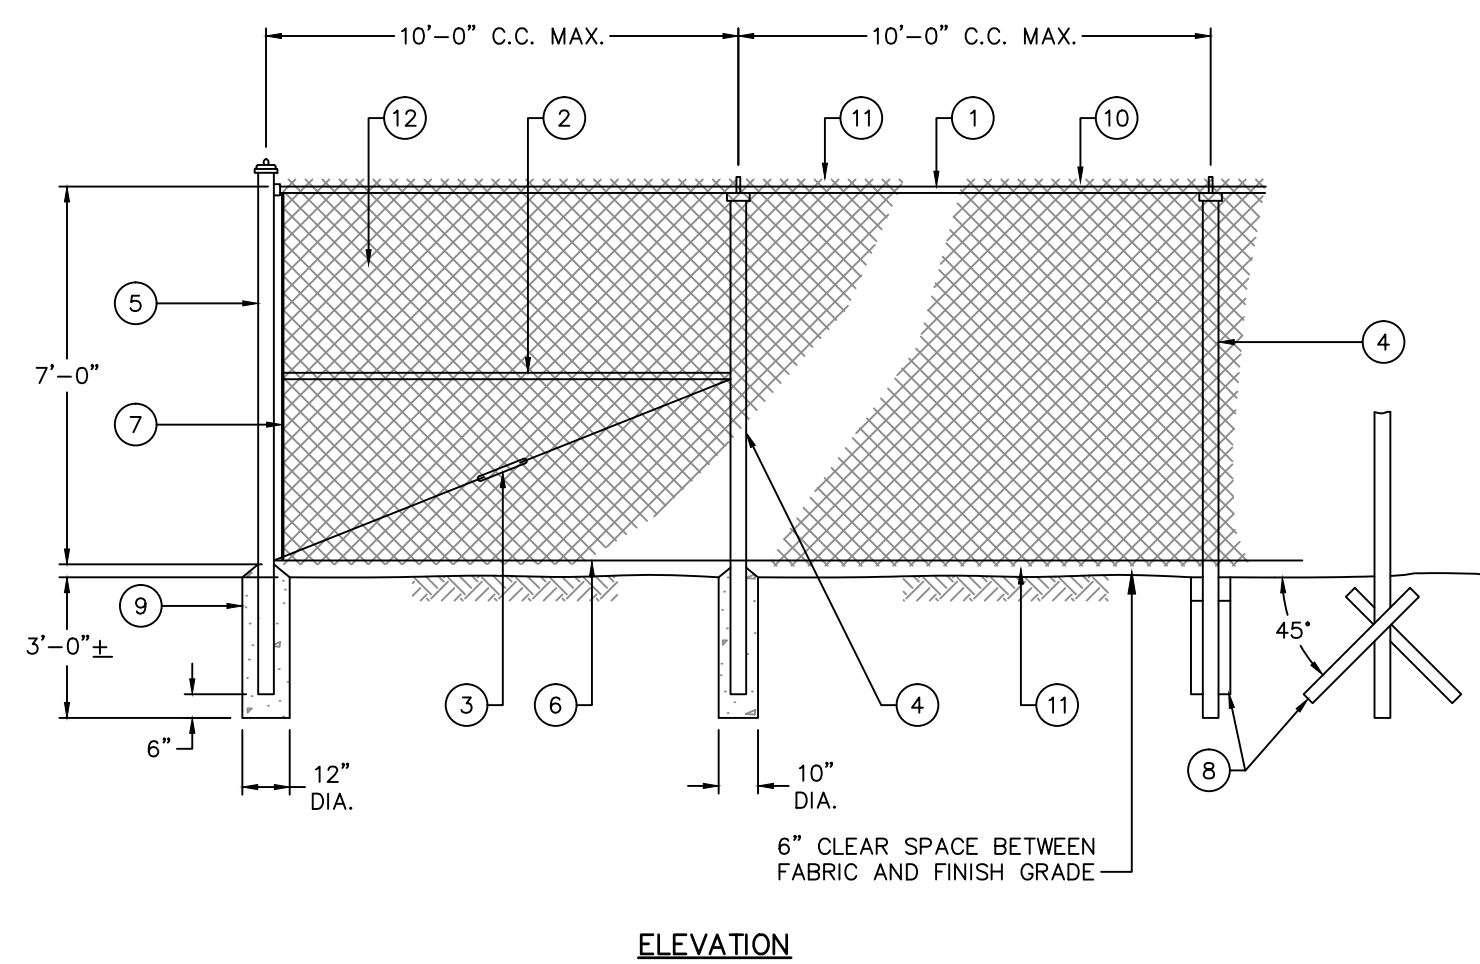 10'-0" C.C. MAX.
10'-0" C.C. MAX.
12
2
11
1
10
5
4
7'-0"
7
9
45°
3'-0"±
3
6
4
11
6"
8
12"
DIA.
10"
DIA.
6" CLEAR SPACE BETWEEN
FABRIC AND FINISH GRADE
ELEVATION